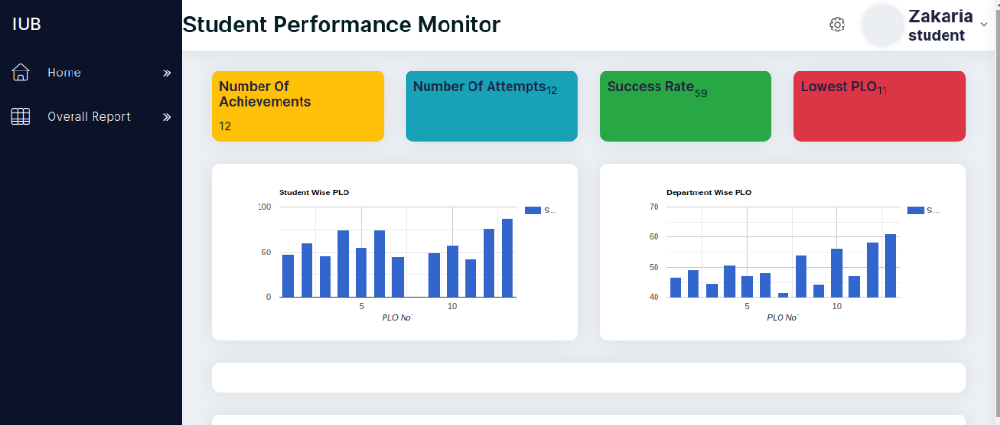 IUB
Student Performance Monitor
Zakaria
student
Home
Overall Report
Number Of
Achievements
12
Number Of Attempts12
Success Rate59
Lowest PLO11
Student Wise PLO
100
50
0
5
10
PLO No`
S...
Department Wise PLO
70
60
50
40
5
10
PLO No`
S...